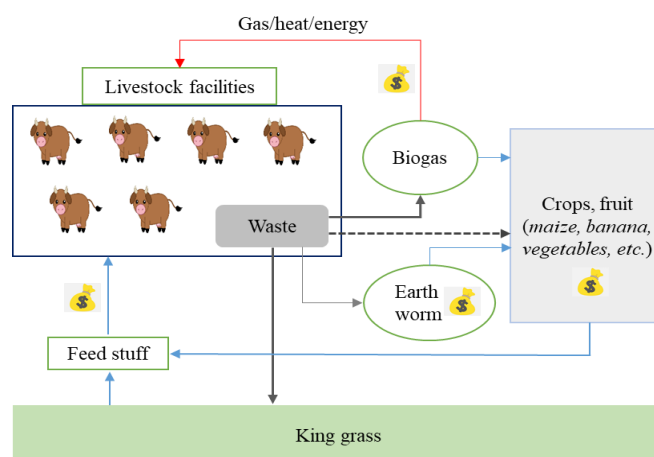 Gas/heat/energy
Livestock facilities
Biogas
Crops, fruit
(maize, banana,
vegetables, etc.)
Waste
Earth
worm
Feed stuff
King grass